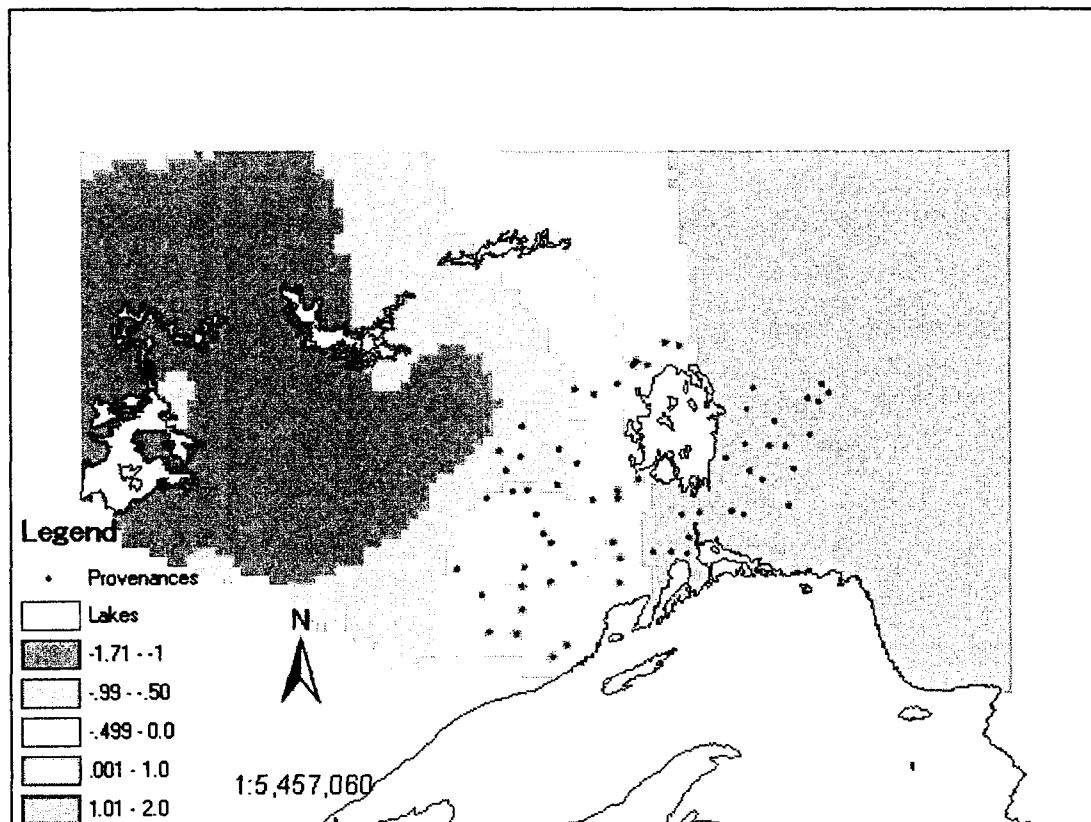 Legend
Provenances
Lakes
-1.71 - -1
-.99 - -.50
-.499 - 0.0
.001 - 1.0
1.01 - 2.0
N
1:5,457,060